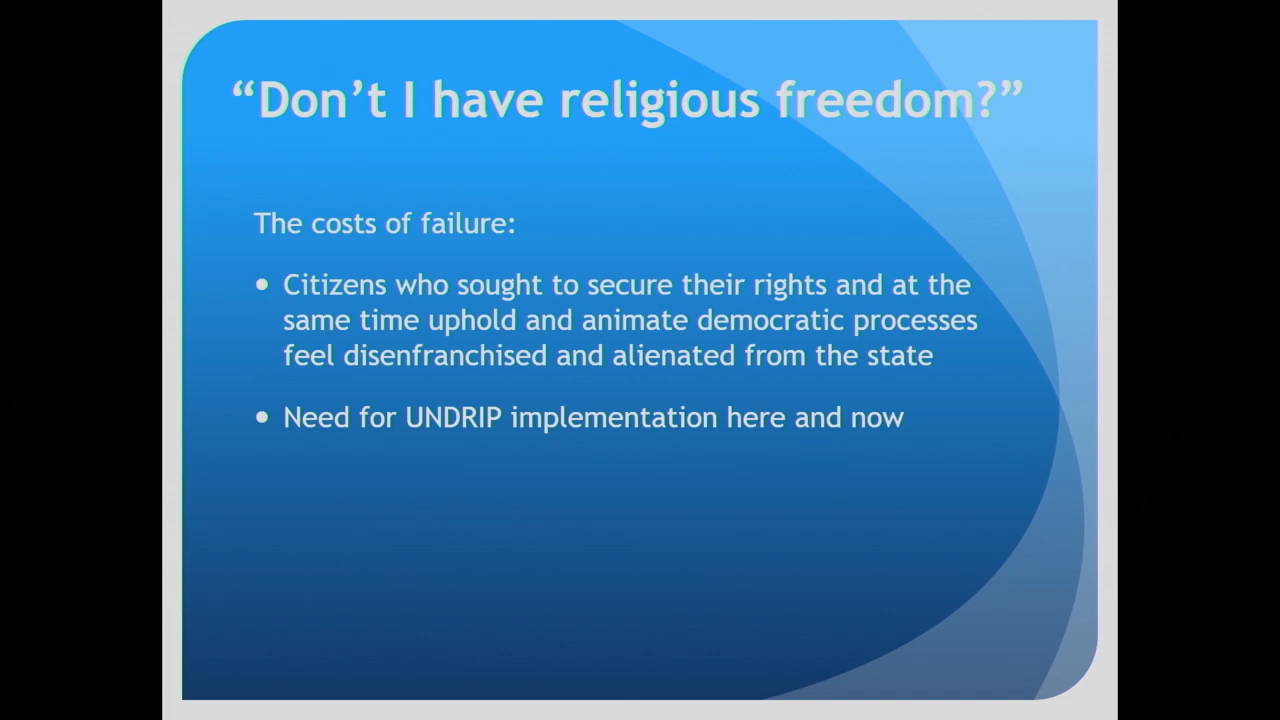 “Don’t I have religious freedom?”
The costs of failure:
• Citizens who sought to secure their rights and at the
same time uphold and animate democratic processes
feel disenfranchised and alienated from the state
• Need for UNDRIP implementation here and now